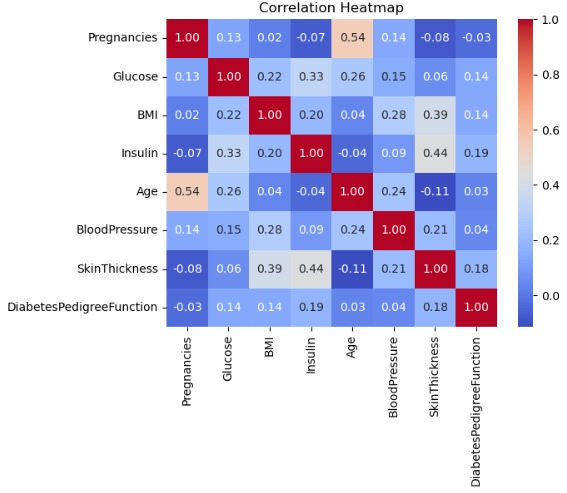 Correlation Heatmap
Pregnancies 1.00 0.13 0.02 -0.07 0.54 0.14 -0.08 -0.03
Glucose 0.13 1.00 0.22 0.33 0.26 0.15 0.06 0.14
BMI 0.02 0.22 1.00 0.20 0.04 0.28 0.39 0.14
Insulin -0.07 0.33 0.20 1.00 -0.04 0.09 0.44 0.19
Age 0.54 0.26 0.04 -0.04 1.00 0.24 -0.11 0.03
BloodPressure 0.14 0.15 0.28 0.09 0.24 1.00 0.21 0.04
SkinThickness -0.08 0.06 0.39 0.44 -0.11 0.21 1.00 0.18
DiabetesPedigreeFunction -0.03 0.14 0.14 0.19 0.03 0.04 0.18 1.00
Pregnancies
Glucose
BMI
Insulin
Age
BloodPressure
SkinThickness
DiabetesPedigreeFunction
1.0
0.8
0.6
0.4
0.2
0.0